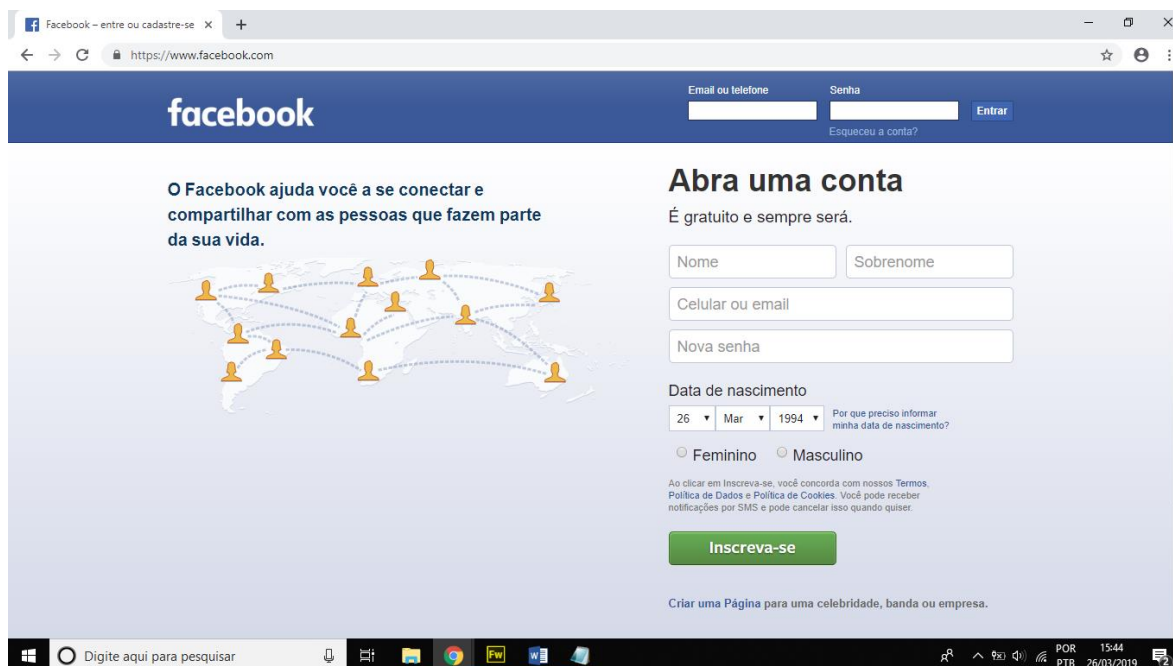 Facebook – entre ou cadastre-se
https://www.facebook.com
facebook
Email ou telefone
Senha
Entrar
Esqueceu a conta?
O Facebook ajuda você a se conectar e
compartilhar com as pessoas que fazem parte
da sua vida.
Abra uma conta
É gratuito e sempre será.
Nome
Sobrenome
Celular ou email
Nova senha
Data de nascimento
26 Mar 1994
Por que preciso informar
minha data de nascimento?
Feminino Masculino
Ao clicar em Inscreva-se, você concorda com nossos Termos,
Política de Dados e Política de Cookies. Você pode receber
notificações por SMS e pode cancelar isso quando quiser.
Inscreva-se
Criar uma Página para uma celebridade, banda ou empresa.
Digite aqui para pesquisar
Fw
W
POR
PTB
15:44
26/03/2019
2